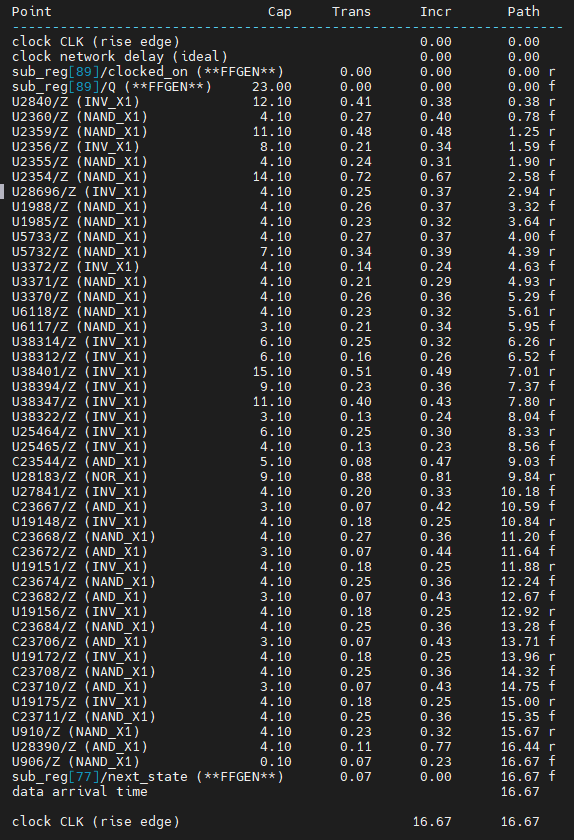 Point Cap Trans Incr Path
---------------------------------------------------------------------
clock CLK (rise edge) 0.00 0.00
clock network delay (ideal) 0.00 0.00
sub_reg[89]/clocked_on (**FFGEN**) 0.00 0.00 0.00 r
sub_reg[89]/Q (**FFGEN**) 23.00 0.00 0.00 0.00 f
U2840/Z (INV_X1) 12.10 0.41 0.38 0.38 r
U2360/Z (NAND_X1) 4.10 0.27 0.40 0.78 f
U2359/Z (NAND_X1) 11.10 0.48 0.48 1.25 r
U2356/Z (INV_X1) 8.10 0.21 0.34 1.59 f
U2355/Z (NAND_X1) 4.10 0.24 0.31 1.90 r
U2354/Z (NAND_X1) 14.10 0.72 0.67 2.58 f
U28696/Z (INV_X1) 4.10 0.25 0.37 2.94 r
U1988/Z (NAND_X1) 4.10 0.26 0.37 3.32 f
U1985/Z (NAND_X1) 4.10 0.23 0.32 3.64 r
U5733/Z (NAND_X1) 4.10 0.27 0.37 4.00 f
U5732/Z (NAND_X1) 7.10 0.34 0.39 4.39 r
U3372/Z (INV_X1) 4.10 0.14 0.24 4.63 f
U3371/Z (NAND_X1) 4.10 0.21 0.29 4.93 r
U3370/Z (NAND_X1) 4.10 0.26 0.36 5.29 f
U6118/Z (NAND_X1) 4.10 0.23 0.32 5.61 r
U6117/Z (NAND_X1) 3.10 0.21 0.34 5.95 f
U38314/Z (INV_X1) 6.10 0.25 0.32 6.26 r
U38312/Z (INV_X1) 6.10 0.16 0.26 6.52 f
U38401/Z (INV_X1) 15.10 0.51 0.49 7.01 r
U38394/Z (INV_X1) 9.10 0.23 0.36 7.37 f
U38347/Z (INV_X1) 11.10 0.40 0.43 7.80 r
U38322/Z (INV_X1) 3.10 0.13 0.24 8.04 f
U25464/Z (INV_X1) 6.10 0.25 0.30 8.33 r
U25465/Z (INV_X1) 4.10 0.13 0.23 8.56 f
C23544/Z (AND_X1) 5.10 0.08 0.47 9.03 f
U28183/Z (NOR_X1) 9.10 0.88 0.81 9.84 r
U27841/Z (INV_X1) 4.10 0.20 0.33 10.18 f
C23667/Z (AND_X1) 3.10 0.07 0.42 10.59 f
U19148/Z (INV_X1) 4.10 0.18 0.25 10.84 r
C23668/Z (NAND_X1) 4.10 0.27 0.36 11.20 f
C23672/Z (AND_X1) 3.10 0.07 0.44 11.64 f
U19151/Z (INV_X1) 4.10 0.18 0.25 11.88 r
C23674/Z (NAND_X1) 4.10 0.25 0.36 12.24 f
C23682/Z (AND_X1) 3.10 0.07 0.43 12.67 f
U19156/Z (INV_X1) 4.10 0.18 0.25 12.92 r
C23684/Z (NAND_X1) 4.10 0.25 0.36 13.28 f
C23706/Z (AND_X1) 3.10 0.07 0.43 13.71 f
U19172/Z (INV_X1) 4.10 0.18 0.25 13.96 r
C23708/Z (NAND_X1) 4.10 0.25 0.36 14.32 f
C23710/Z (AND_X1) 3.10 0.07 0.43 14.75 f
U19175/Z (INV_X1) 4.10 0.18 0.25 15.00 r
C23711/Z (NAND_X1) 4.10 0.25 0.36 15.35 f
U910/Z (NAND_X1) 4.10 0.23 0.32 15.67 r
U28390/Z (AND_X1) 4.10 0.11 0.77 16.44 r
U906/Z (NAND_X1) 0.10 0.07 0.23 16.67 f
sub_reg[77]/next_state (**FFGEN**) 0.07 0.00 16.67 f
data arrival time 16.67
clock CLK (rise edge) 16.67 16.67